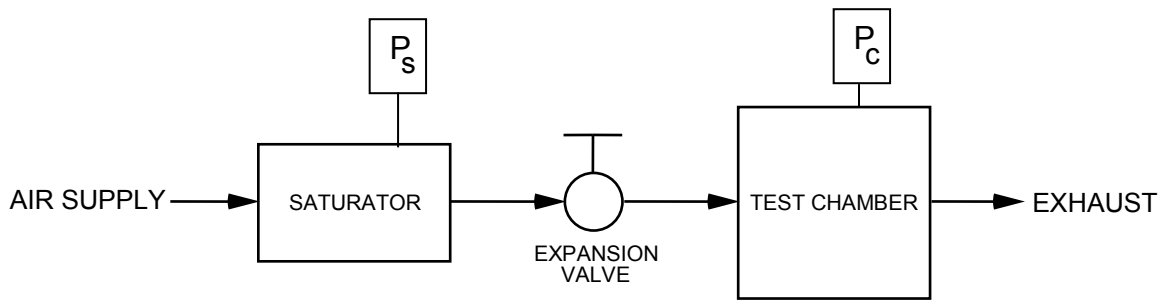 Ps
Pc
AIR SUPPLY
SATURATOR
EXPANSION
VALVE
TEST CHAMBER
EXHAUST